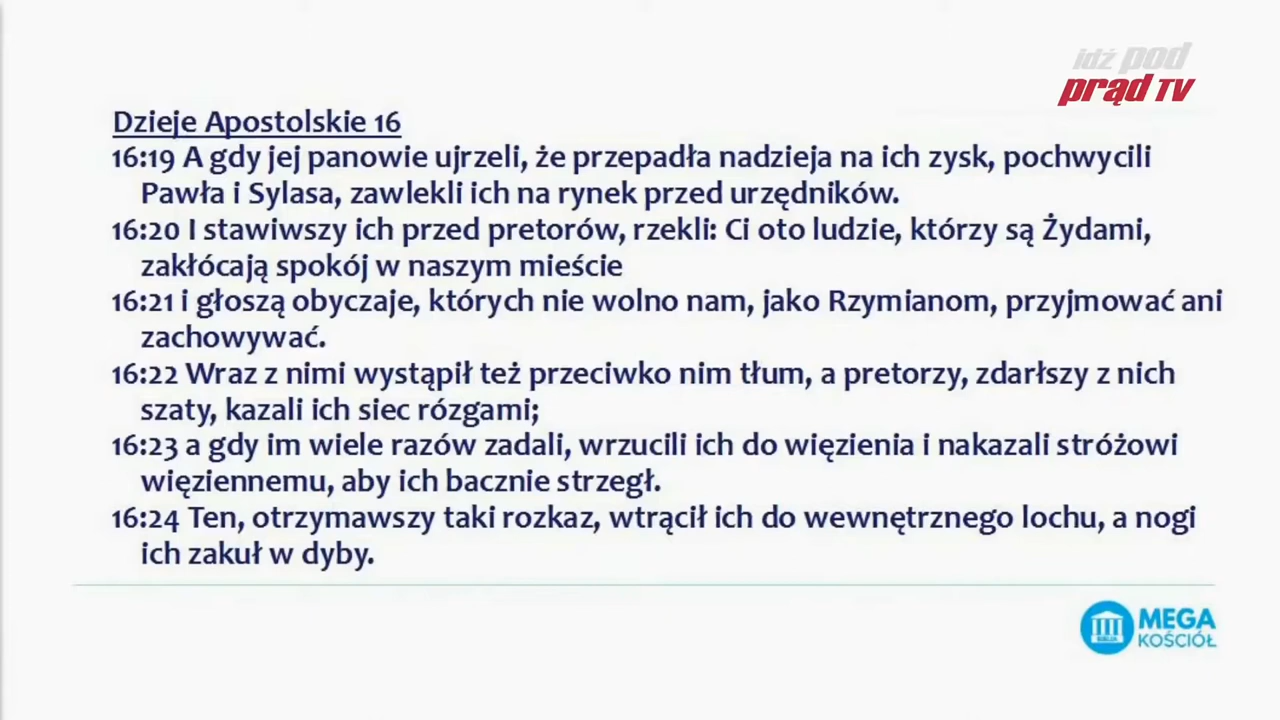 idź pod
prąd TV
Dzieje Apostolskie 16
16:19 A gdy jej panowie ujrzeli, że przepadła nadzieja na ich zysk, pochwycili
Pawła i Sylasa, zawlekli ich na rynek przed urzędników.
16:20 I stawiwszy ich przed pretorów, rzekli: Ci oto ludzie, którzy są Żydami,
zakłócają spokój w naszym mieście
16:21 i głoszą obyczaje, których nie wolno nam, jako Rzymianom, przyjmować ani
zachowywać.
16:22 Wraz z nimi wystąpił też przeciwko nim tłum, a pretorzy, zdarłszy z nich
szaty, kazali ich siec rózgami;
16:23 a gdy im wiele razów zadali, wrzucili ich do więzienia i nakazali stróżowi
więziennemu, aby ich bacznie strzegł.
16:24 Ten, otrzymawszy taki rozkaz, wtrącił ich do wewnętrznego lochu, a nogi
ich zakuł w dyby.
MEGA
KOŚCIÓŁ